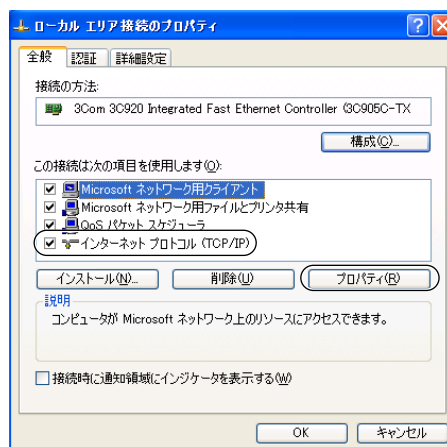 ローカル エリア接続のプロパティ
全般 認証 詳細設定
接続の方法:
3Com 3C920 Integrated Fast Ethernet Controller (3C905C-TX
構成(C)...
この接続は次の項目を使用します(O):
Microsoft ネットワーク用クライアント
Microsoft ネットワーク用ファイルとプリンタ共有
QoS パケット スケジューラ
インターネット プロトコル (TCP/IP)
インストール(N)... 削除(U) プロパティ(R)
説明
コンピュータが Microsoft ネットワーク上のリソースにアクセスできます。
接続時に通知領域にインジケータを表示する(W)
OK キャンセル